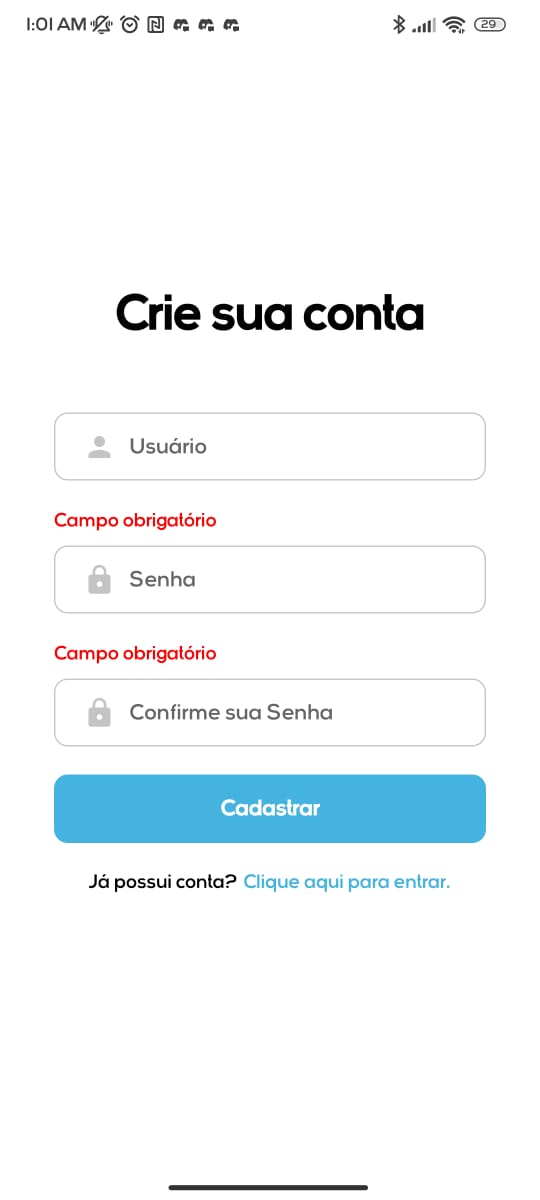 1:01 AM
29
Crie sua conta
Usuário
Campo obrigatório
Senha
Campo obrigatório
Confirme sua Senha
Cadastrar
Já possui conta? Clique aqui para entrar.